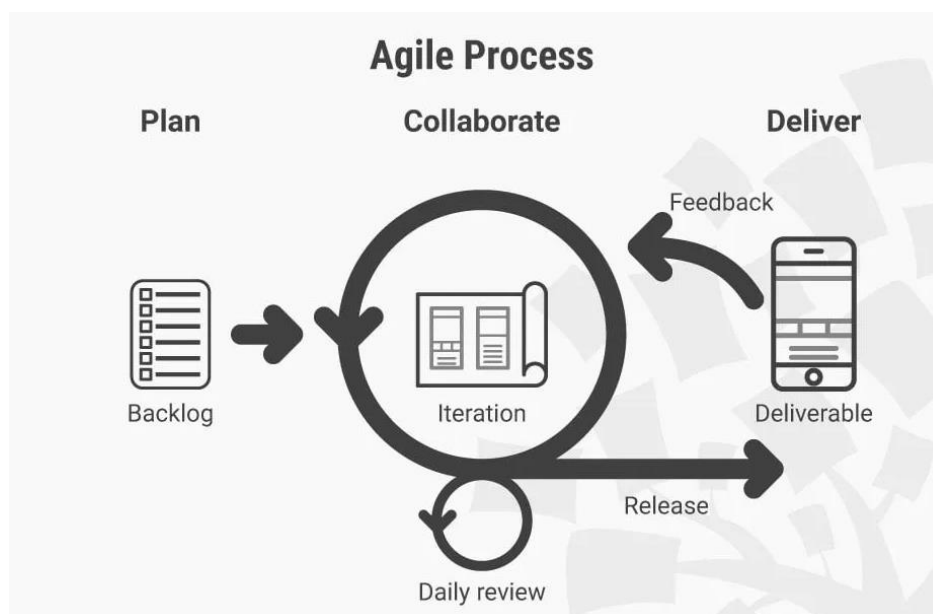 Agile Process
Plan
Collaborate
Deliver
Feedback
Backlog
Iteration
Deliverable
Release
Daily review